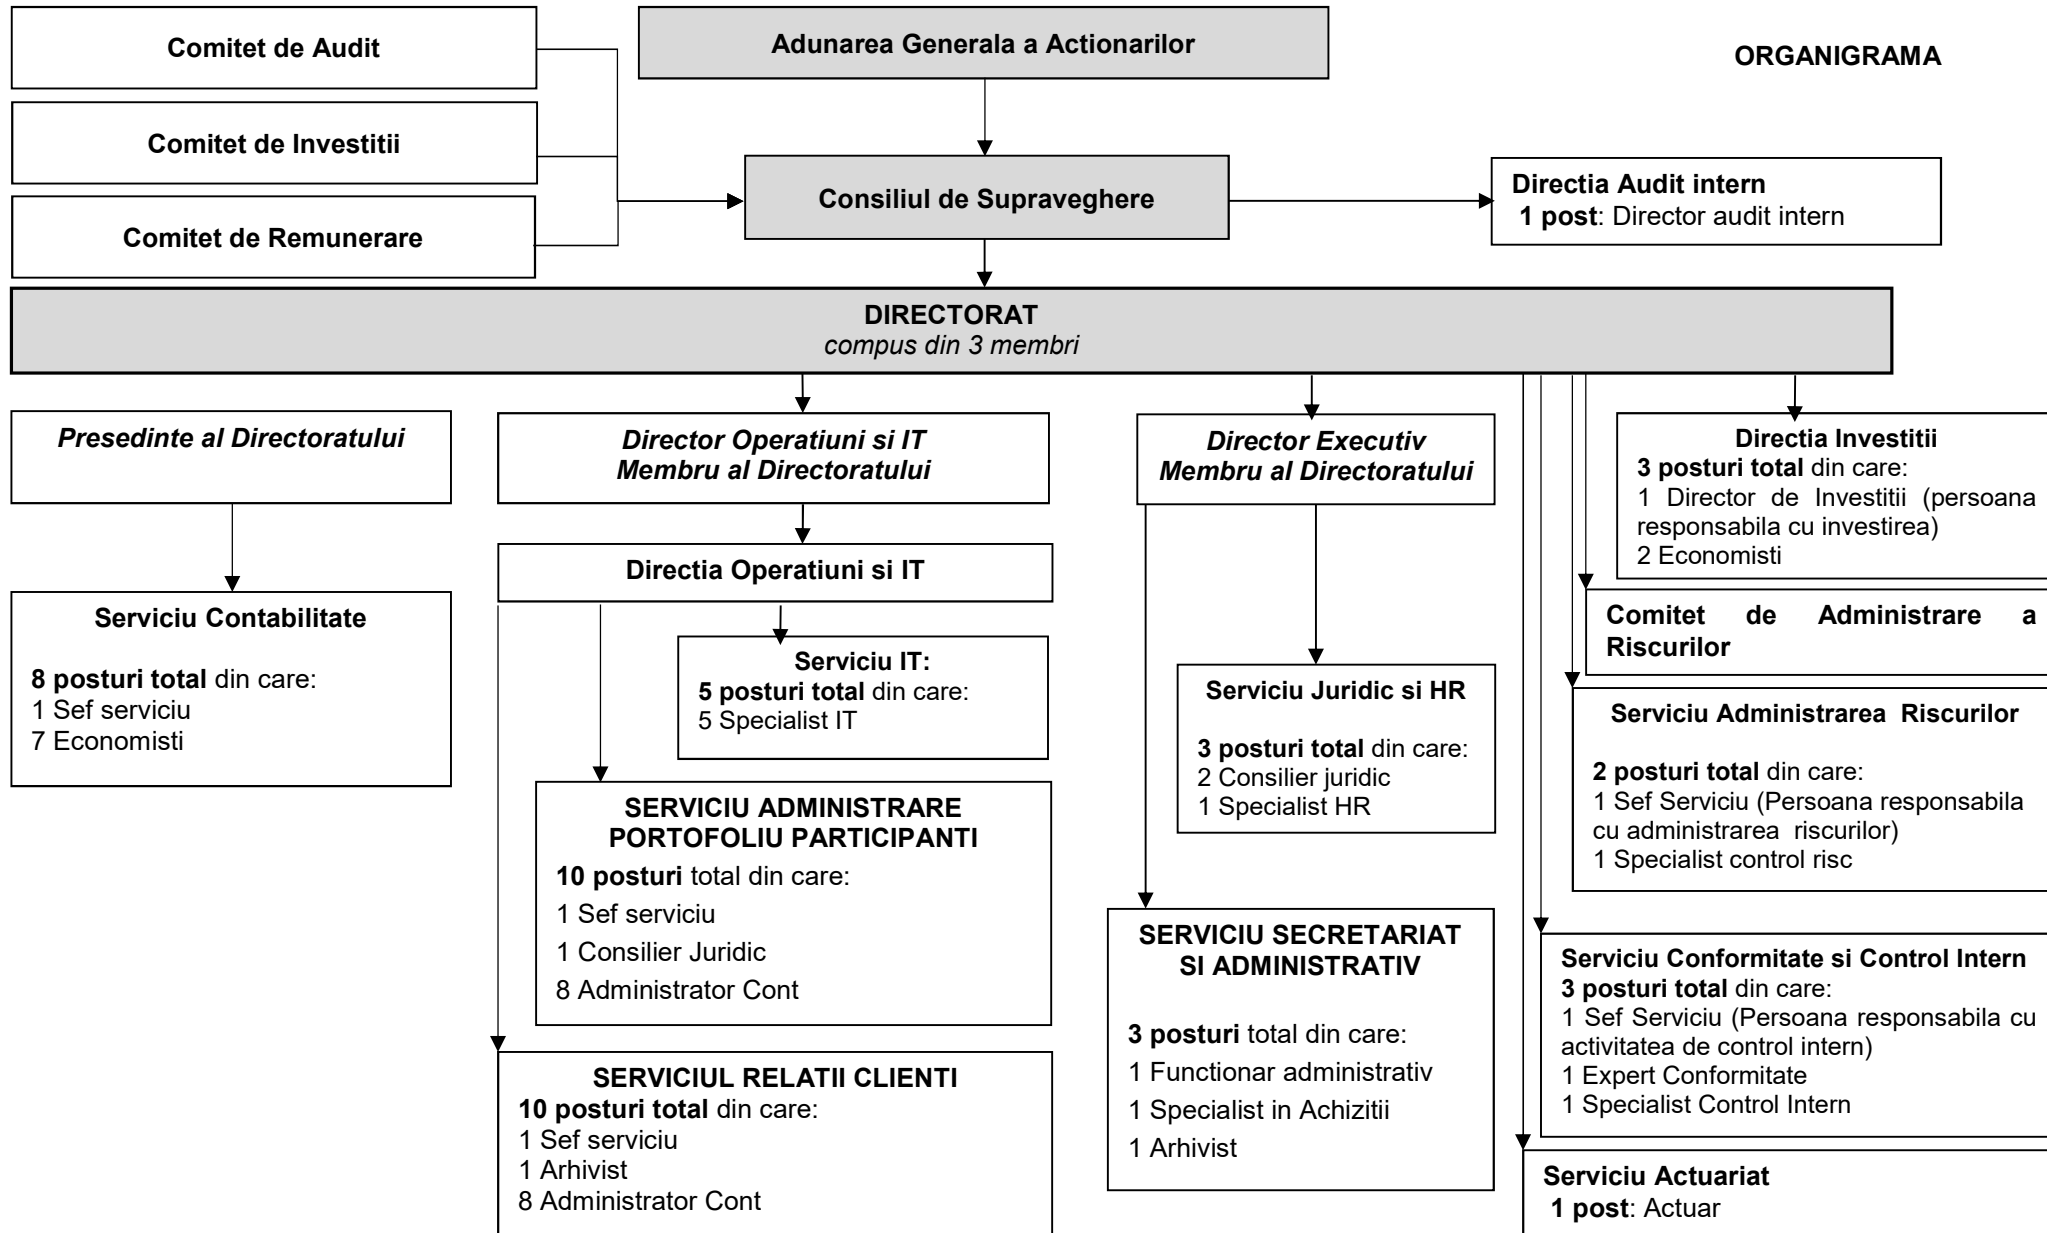 Comitet de Audit
Adunarea Generala a Actionarilor
ORGANIGRAMA
Comitet de Investitii
Consiliul de Supraveghere
Directia Audit intern
1 post: Director audit intern
Comitet de Remunerare
DIRECTORAT
compus din 3 membri
Presedinte al Directoratului
Director Operatiuni si IT
Membru al Directoratului
Director Executiv
Membru al Directoratului
Directia Investitii
3 posturi total din care:
1 Director de Investitii (persoana
responsabila cu investirea)
2 Economisti
Directia Operatiuni si IT
Serviciu Contabilitate
8 posturi total din care:
1 Sef serviciu
7 Economisti
Serviciu IT:
5 posturi total din care:
5 Specialist IT
Serviciu Juridic si HR
3 posturi total din care:
2 Consilier juridic
1 Specialist HR
Comitet de Administrare a
Riscurilor
Serviciu Administrarea Riscurilor
2 posturi total din care:
1 Sef Serviciu (Persoana responsabila
cu administrarea riscurilor)
1 Specialist control risc
SERVICIU ADMINISTRARE
PORTOFOLIU PARTICIPANTI
10 posturi total din care:
1 Sef serviciu
1 Consilier Juridic
8 Administrator Cont
SERVICIU SECRETARIAT
SI ADMINISTRATIV
3 posturi total din care:
1 Functionar administrativ
1 Specialist in Achizitii
1 Arhivist
Serviciu Conformitate si Control Intern
3 posturi total din care:
1 Sef Serviciu (Persoana responsabila cu
activitatea de control intern)
1 Expert Conformitate
1 Specialist Control Intern
SERVICIUL RELATII CLIENTI
10 posturi total din care:
1 Sef serviciu
1 Arhivist
8 Administrator Cont
Serviciu Actuariat
1 post: Actuar